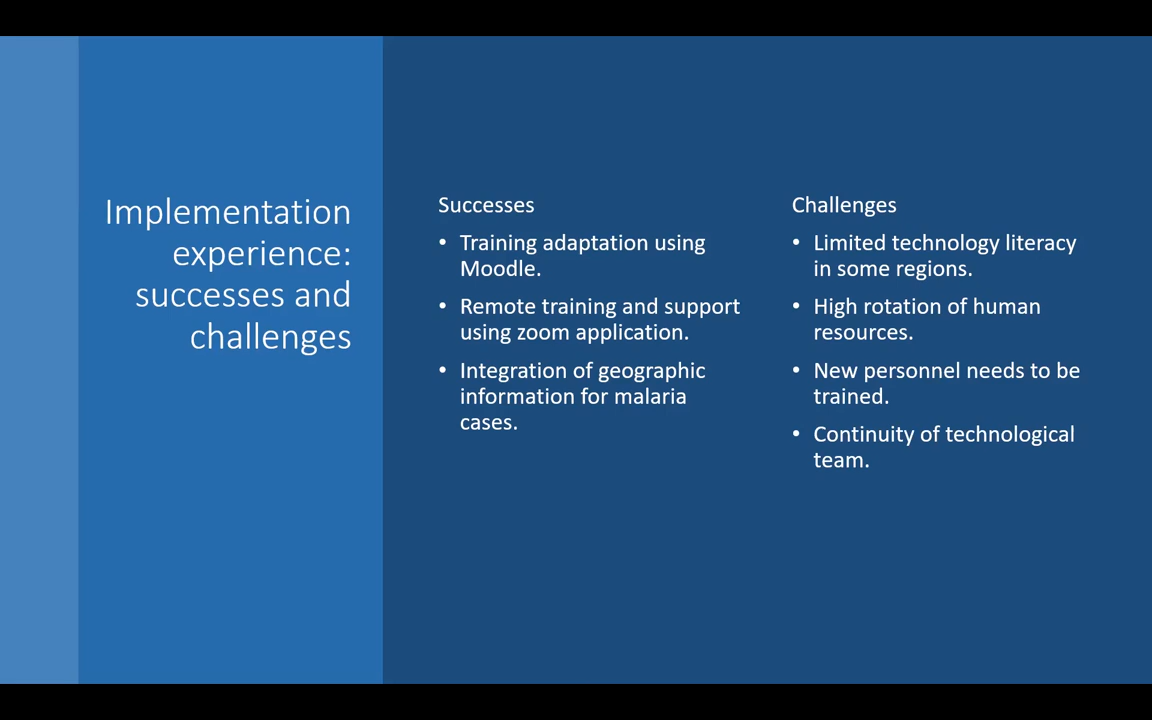 Implementation
experience:
successes and
challenges
Successes
• Training adaptation using
Moodle.
• Remote training and support
using zoom application.
• Integration of geographic
information for malaria
cases.
Challenges
• Limited technology literacy
in some regions.
• High rotation of human
resources.
• New personnel needs to be
trained.
• Continuity of technological
team.